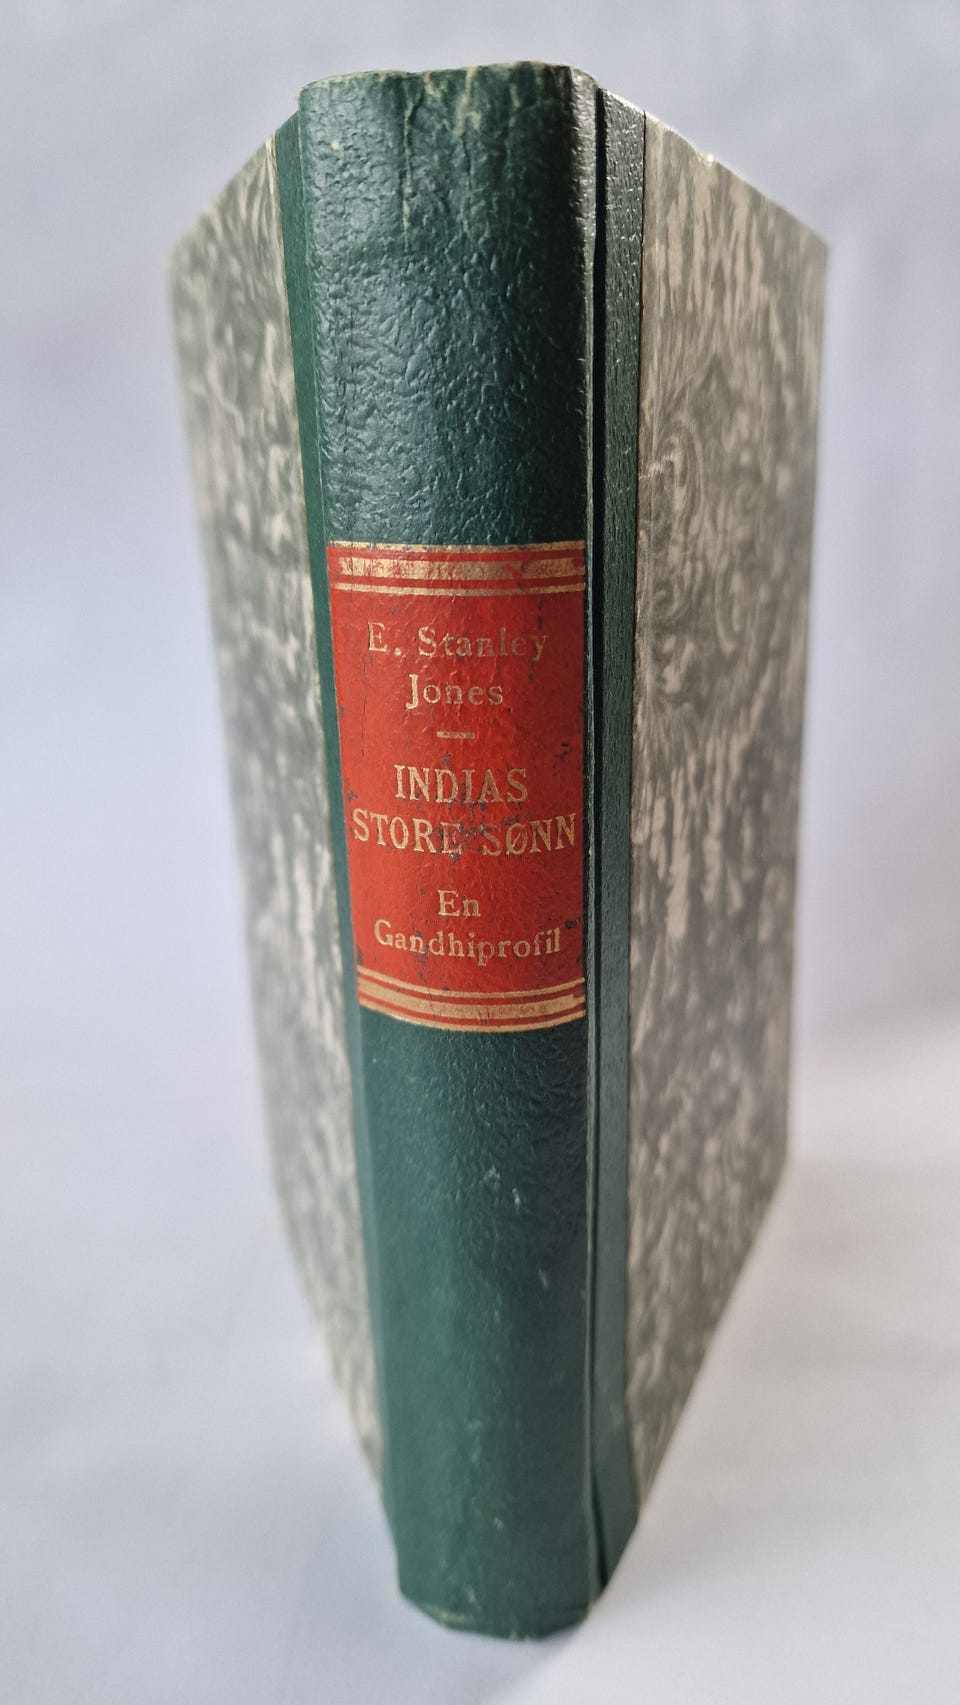 E. Stanley
Jones
—
INDIAS
STORE SØNN
En
Gandhiprofil